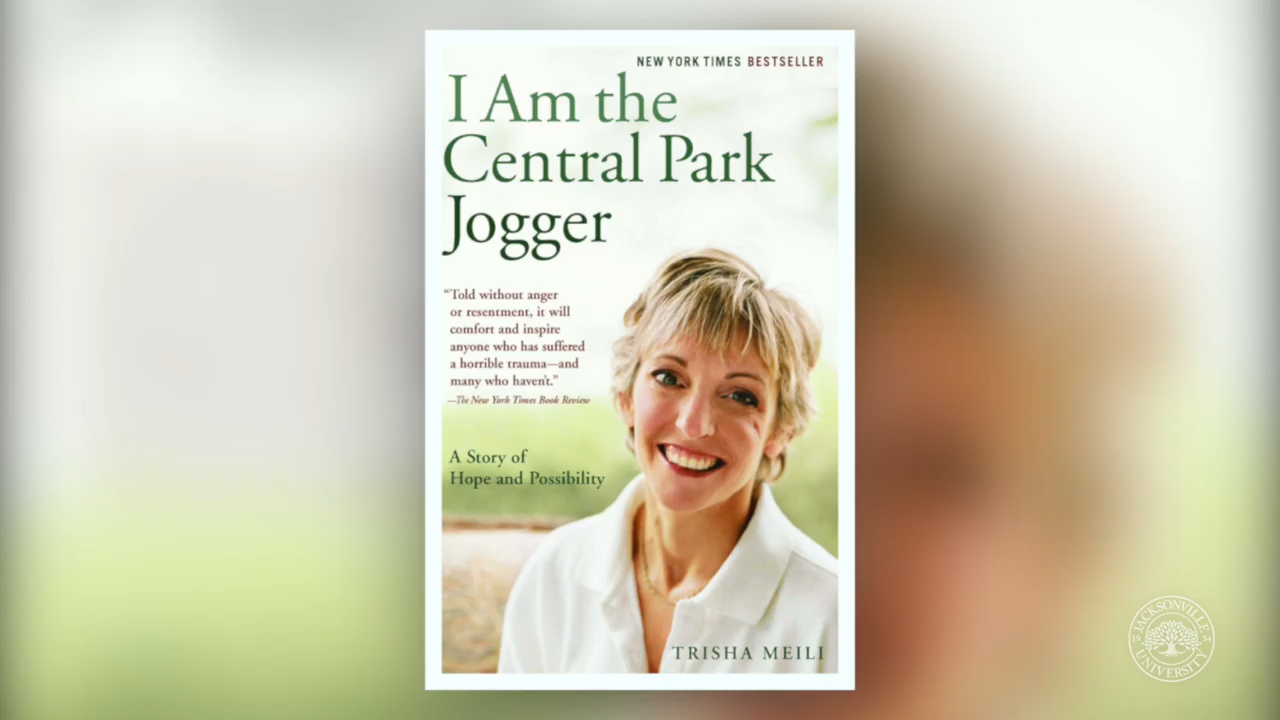 NEW YORK TIMES BESTSELLER
I Am the
Central Park
Jogger
“Told without anger
or resentment, it will
comfort and inspire
anyone who has suffered
a horrible trauma—and
many who haven’t.”
—The New York Times Book Review
A Story of
Hope and Possibility
TRISHA MEILI
JACKSONVILLE
UNIVERSITY